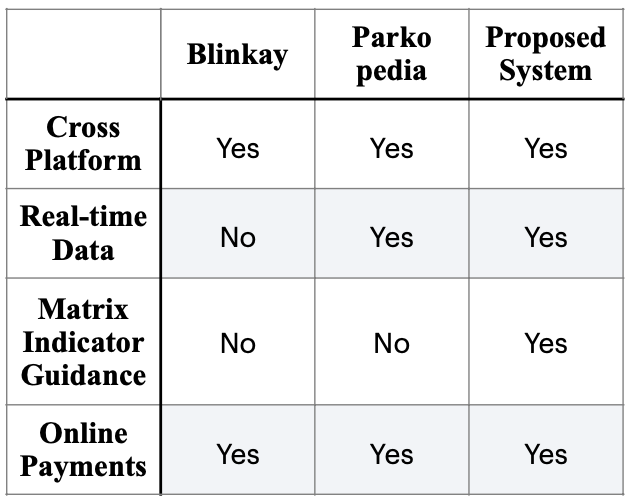 Blinkay Parko pedia Proposed System
Cross Platform Yes Yes Yes
Real-time Data No Yes Yes
Matrix Indicator Guidance No No Yes
Online Payments Yes Yes Yes